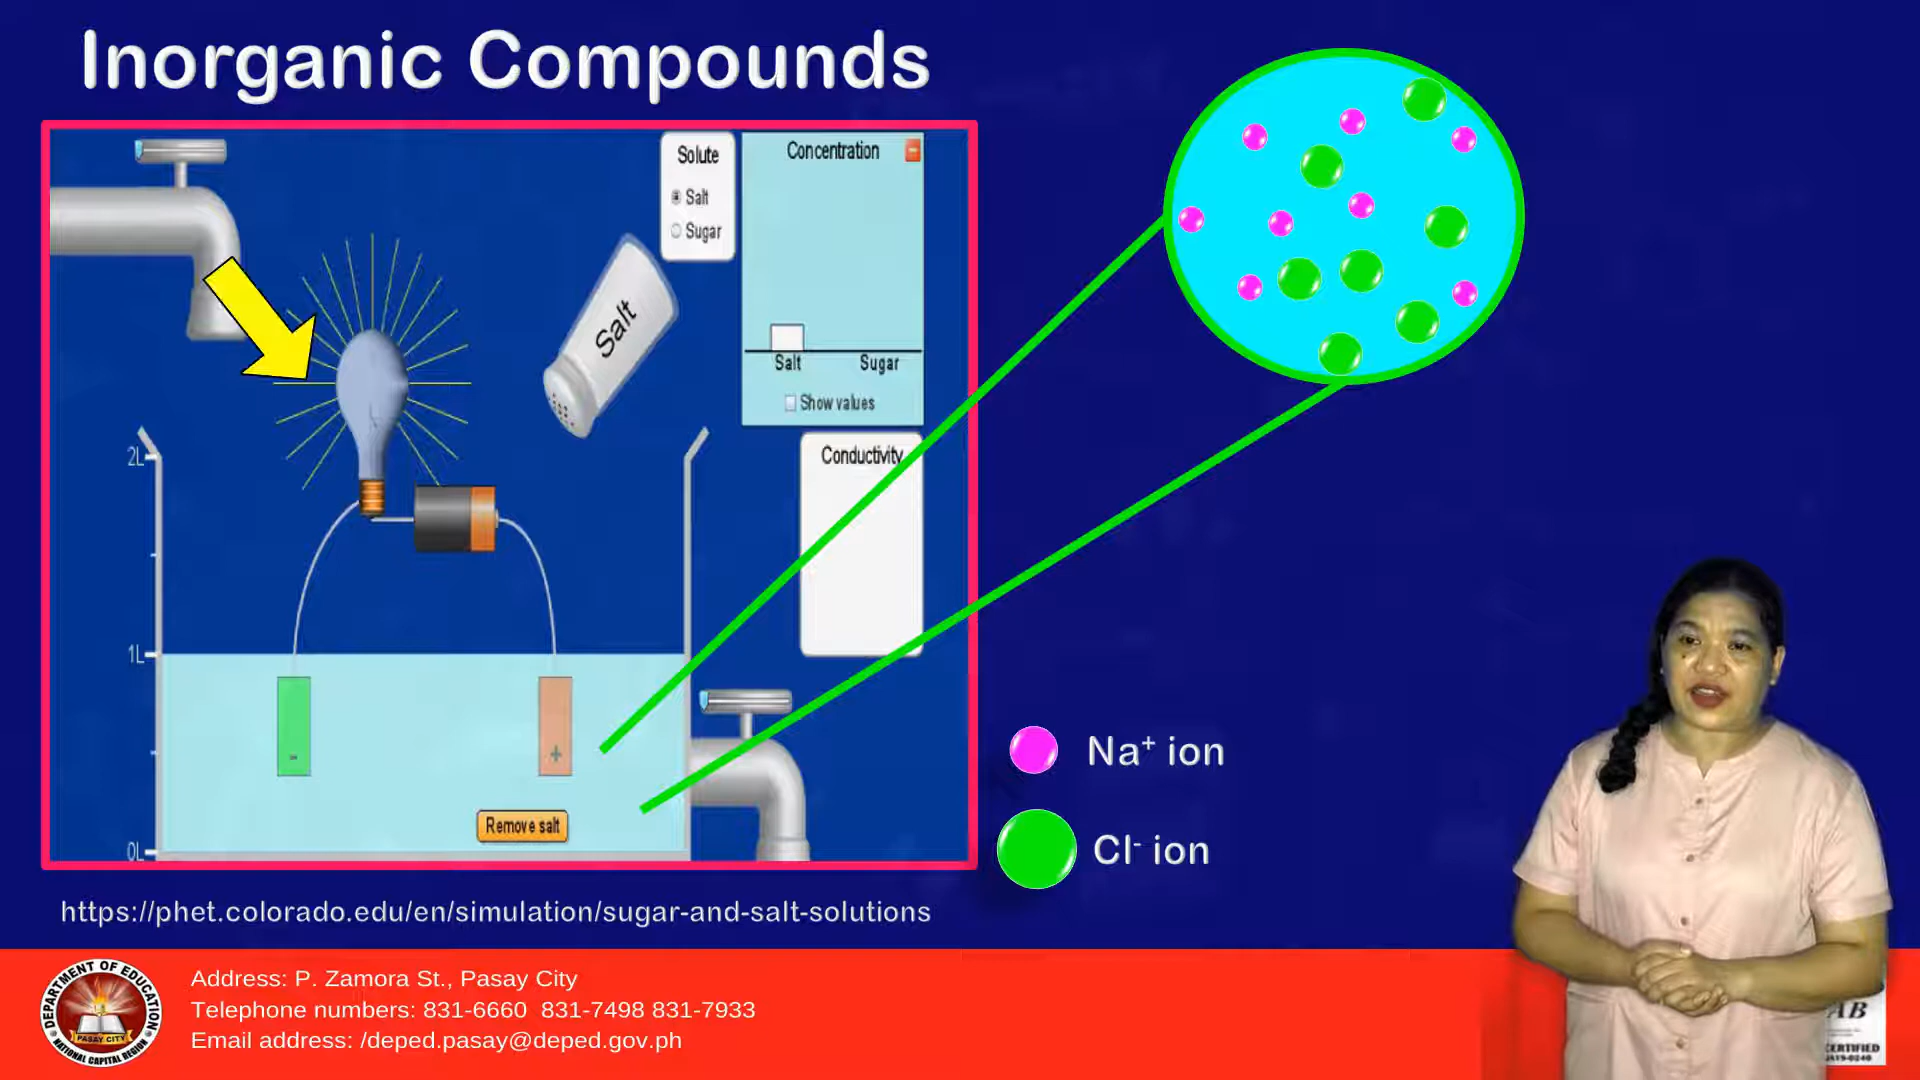 Inorganic Compounds
Solute
Salt
Sugar
Concentration
Salt
Sugar
Show values
Salt
Conductivity
2L
1L
0L
-
+
Remove salt
Na⁺ ion
Cl⁻ ion
https://phet.colorado.edu/en/simulation/sugar-and-salt-solutions
DEPARTMENT OF EDUCATION
PASAY CITY
NATIONAL CAPITAL REGION
Address: P. Zamora St., Pasay City
Telephone numbers: 831-6660 831-7498 831-7933
Email address: /deped.pasay@deped.gov.ph
AB
CERTIFIED